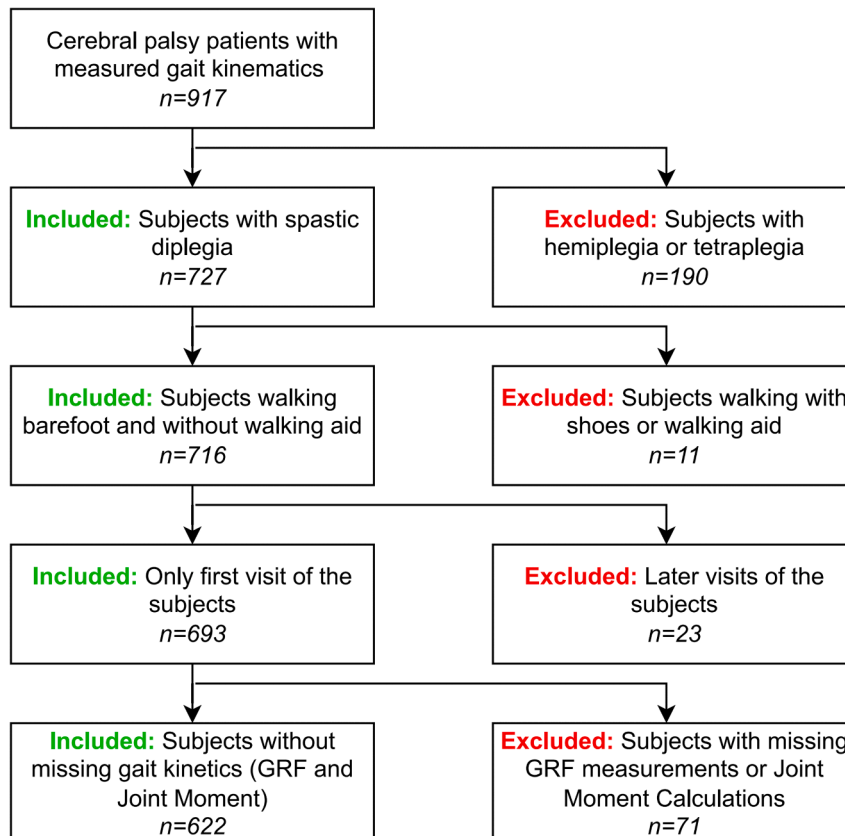 Cerebral palsy patients with
measured gait kinematics
n=917
Included: Subjects with spastic
diplegia
n=727
Excluded: Subjects with
hemiplegia or tetraplegia
n=190
Included: Subjects walking
barefoot and without walking aid
n=716
Excluded: Subjects walking with
shoes or walking aid
n=11
Included: Only first visit of the
subjects
n=693
Excluded: Later visits of the
subjects
n=23
Included: Subjects without
missing gait kinetics (GRF and
Joint Moment)
n=622
Excluded: Subjects with missing
GRF measurements or Joint
Moment Calculations
n=71